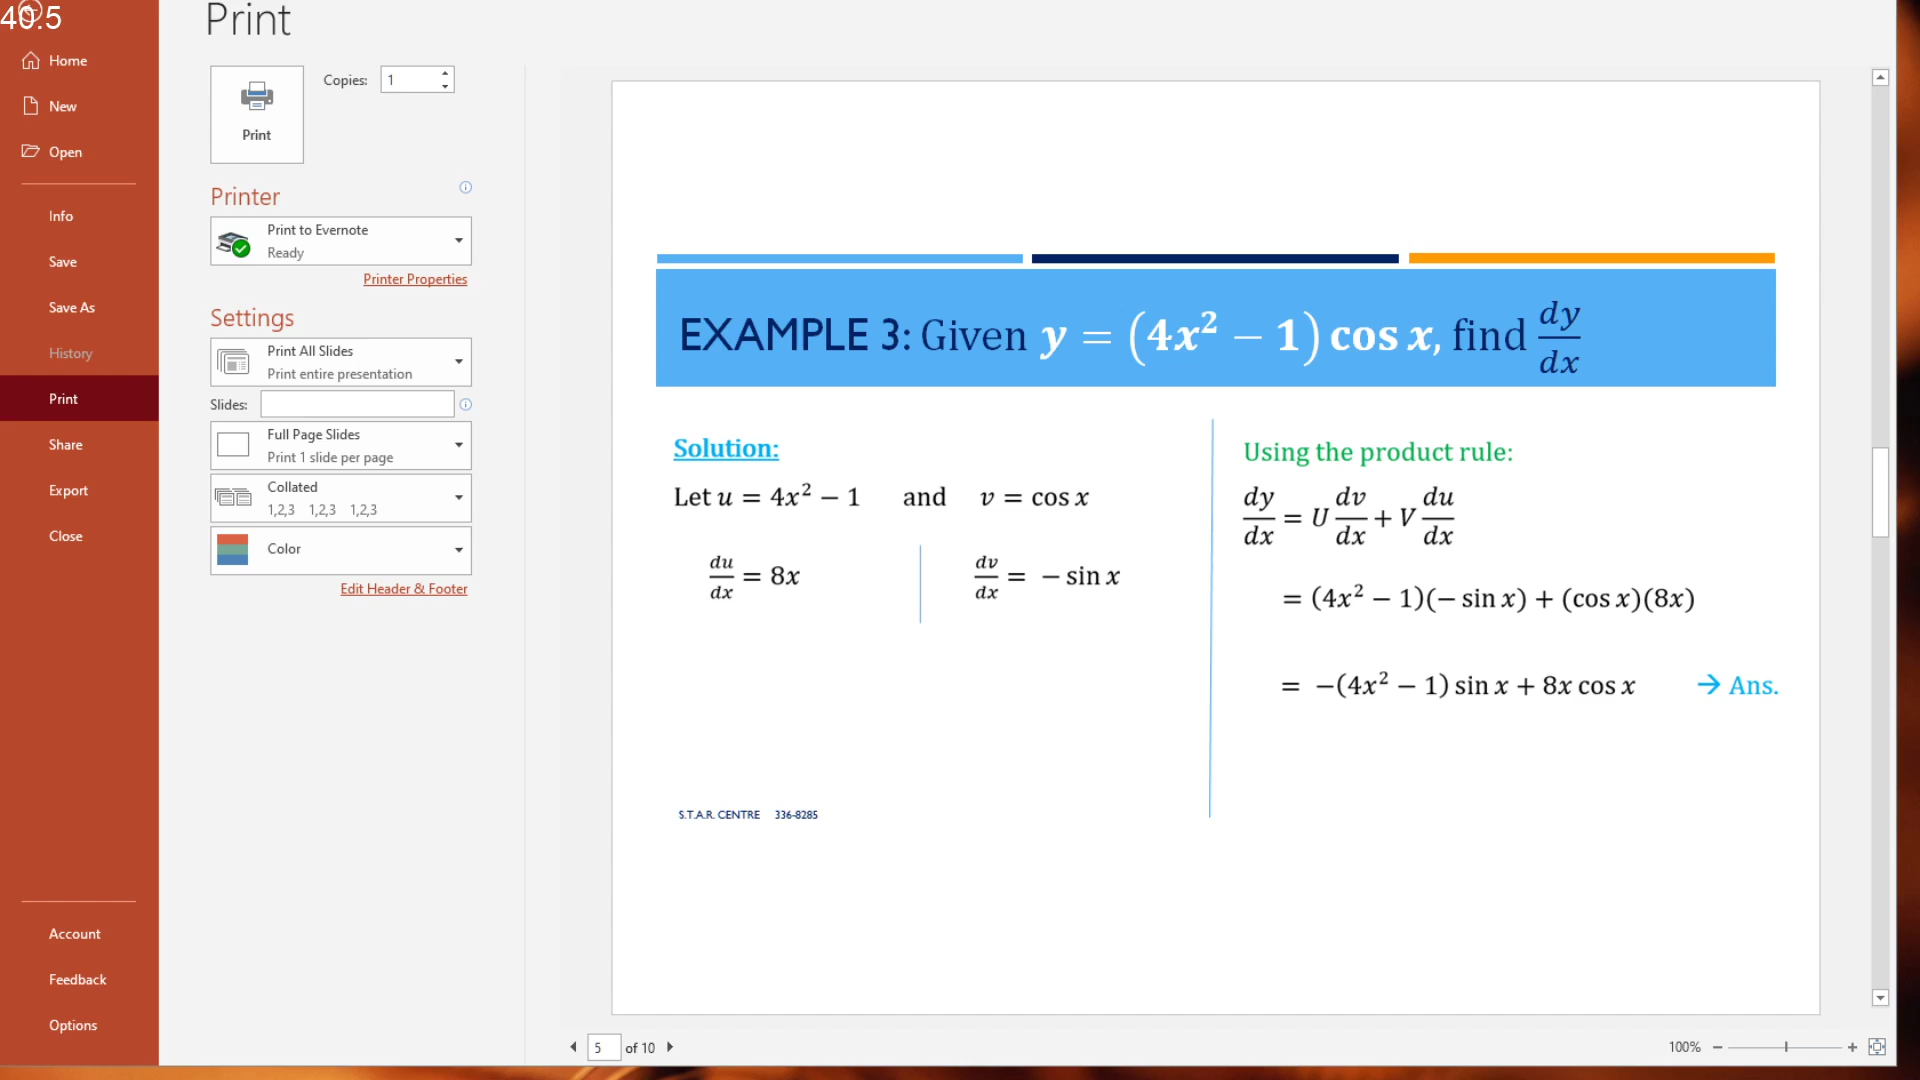 40.5
Print
Home
New
Open
Info
Save
Save As
History
Print
Share
Export
Close
Account
Feedback
Options
Print
Copies: 1
Printer
Print to Evernote
Ready
Printer Properties
Settings
Print All Slides
Print entire presentation
Slides:
Full Page Slides
Print 1 slide per page
Collated
1,2,3 1,2,3 1,2,3
Color
Edit Header & Footer
EXAMPLE 3: Given y = (4x² − 1) cos x, find dy/dx
Solution:
Let u = 4x² − 1 and v = cos x
du/dx = 8x dv/dx = − sin x
Using the product rule:
dy/dx = U dv/dx + V du/dx
= (4x² − 1)(− sin x) + (cos x)(8x)
= −(4x² − 1) sin x + 8x cos x → Ans.
S.T.A.R. CENTRE 336-8285
5 of 10
100%